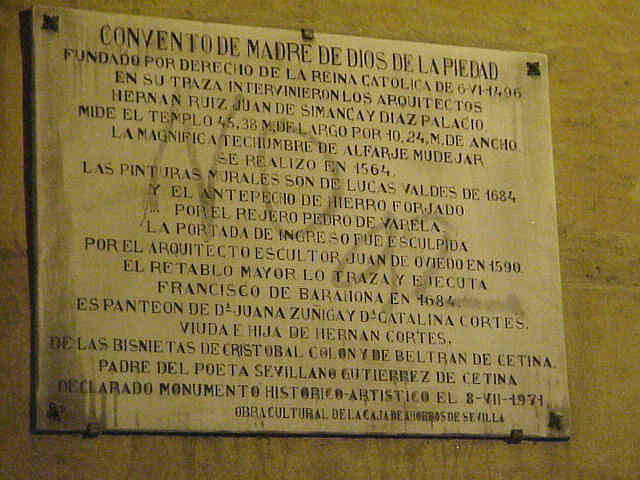 CONVENTO DE MADRE DE DIOS DE LA PIEDAD
FUNDADO POR DERECHO DE LA REINA CATOLICA DE 6-VI-1496
EN SU TRAZA INTERVINIERON LOS ARQUITECTOS
HERNAN RUIZ, JUAN DE SIMANCA Y DIAZ PALACIO.
MIDE EL TEMPLO 45,38 M. DE LARGO POR 10,24, M. DE ANCHO.
LA MAGNIFICA TECHUMBRE DE ALFARJE MUDEJAR
SE REALIZO EN 1564.
LAS PINTURAS MURALES SON DE LUCAS VALDES DE 1684
Y EL ANTEPECHO DE HIERRO FORJADO
POR EL REJERO PEDRO DE VARELA.
LA PORTADA DE INGRESO FUE ESCULPIDA
POR EL ARQUITECTO ESCULTOR JUAN DE OVIEDO EN 1590.
EL RETABLO MAYOR LO TRAZA Y EJECUTA
FRANCISCO DE BARAHONA EN 1684.
ES PANTEON DE Dª JUANA ZUÑIGA Y Dª CATALINA CORTES.
VIUDA E HIJA DE HERNAN CORTES,
DE LAS BISNIETAS DE CRISTOBAL COLON Y DE BELTRAN DE CETINA.
PADRE DEL POETA SEVILLANO GUTIERREZ DE CETINA
DECLARADO MONUMENTO HISTORICO-ARTISTICO EL 8-VII-1971
OBRA CULTURAL DE LA CAJA DE AHORROS DE SEVILLA